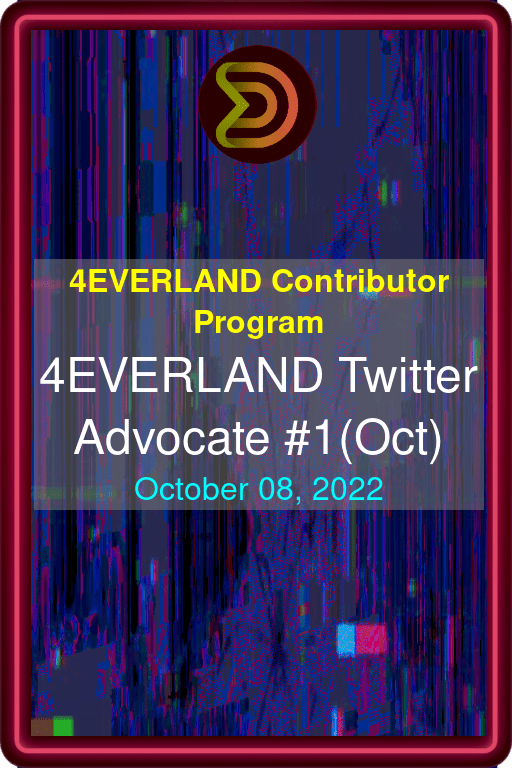 4EVERLAND Contributor
Program
4EVERLAND Twitter
Advocate #1(Oct)
October 08, 2022